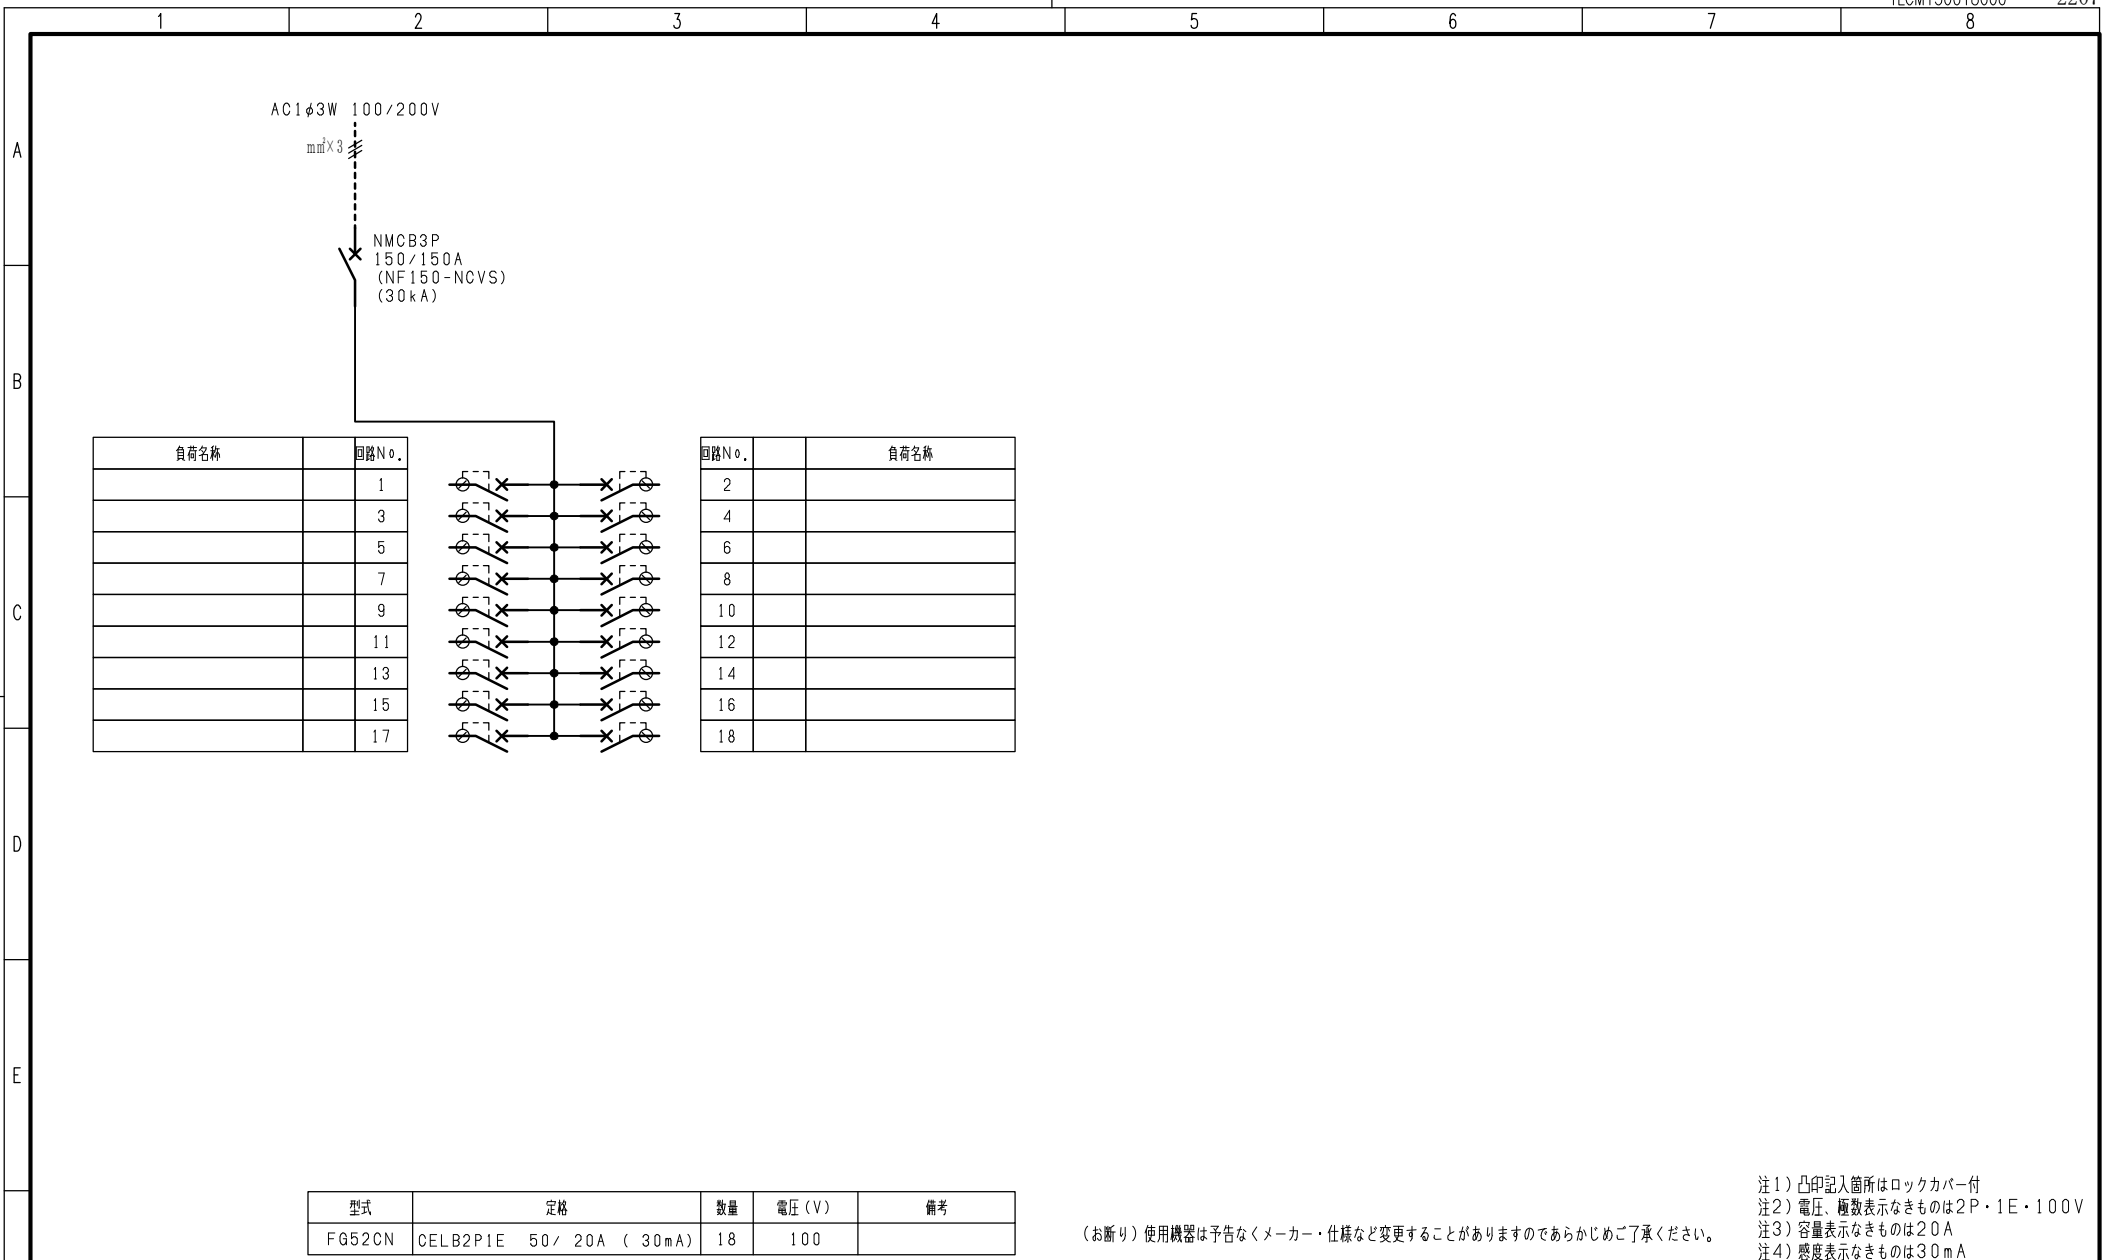 1 2 3 4 5 6 7 8
AC1φ3W 100/200V
A
mm²×3
NMCB3P
150/150A
(NF150-NCVS)
(30kA)
B
負荷名称 回路No. 回路No. 負荷名称
1 2
3 4
5 6
7 8
9 10
C
11 12
13 14
15 16
17 18
D
E
型式 定格 数量 電圧(V) 備考
FG52CN CELB2P1E 50/ 20A ( 30mA) 18 100
(お断り)使用機器は予告なくメーカー・仕様など変更することがありますのであらかじめご了承ください。
注1)凸印記入箇所はロックカバー付
注2)電圧、極数表示なきものは2P・1E・100V
注3)容量表示なきものは20A
注4)感度表示なきものは30mA